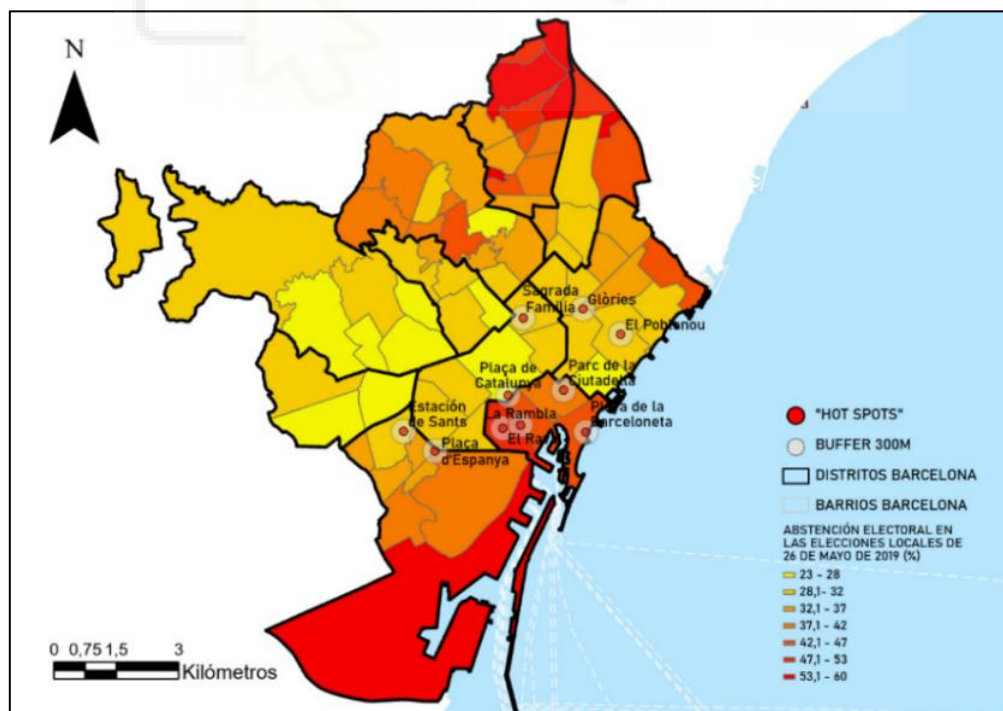 N
Sagrada
Família
Glòries
El Poblenou
Plaça de
Catalunya
Parc de la
Ciutadella
Estación
de Sants
La Rambla
El Raval
Playa de la
Barceloneta
Plaça
d'Espanya
"HOT SPOTS"
BUFFER 300M
DISTRITOS BARCELONA
BARRIOS BARCELONA
ABSTENCIÓN ELECTORAL EN
LAS ELECCIONES LOCALES DE
26 DE MAYO DE 2019 (%)
23 - 28
28,1- 32
32,1 - 37
37,1 - 42
42,1 - 47
47,1 - 53
53,1 - 60
0 0,75 1,5 3
Kilómetros